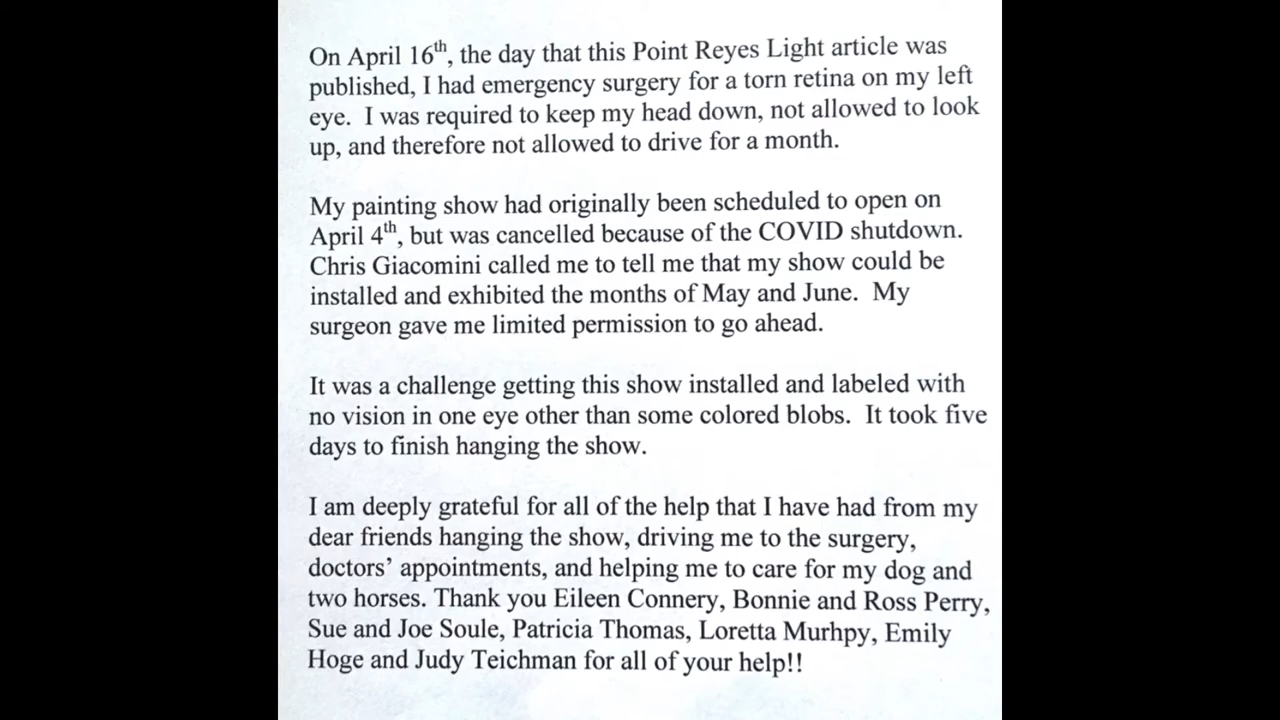 On April 16th, the day that this Point Reyes Light article was
published, I had emergency surgery for a torn retina on my left
eye.  I was required to keep my head down, not allowed to look
up, and therefore not allowed to drive for a month.
My painting show had originally been scheduled to open on
April 4th, but was cancelled because of the COVID shutdown.
Chris Giacomini called me to tell me that my show could be
installed and exhibited the months of May and June.  My
surgeon gave me limited permission to go ahead.
It was a challenge getting this show installed and labeled with
no vision in one eye other than some colored blobs.  It took five
days to finish hanging the show.
I am deeply grateful for all of the help that I have had from my
dear friends hanging the show, driving me to the surgery,
doctors’ appointments, and helping me to care for my dog and
two horses. Thank you Eileen Connery, Bonnie and Ross Perry,
Sue and Joe Soule, Patricia Thomas, Loretta Murhpy, Emily
Hoge and Judy Teichman for all of your help!!